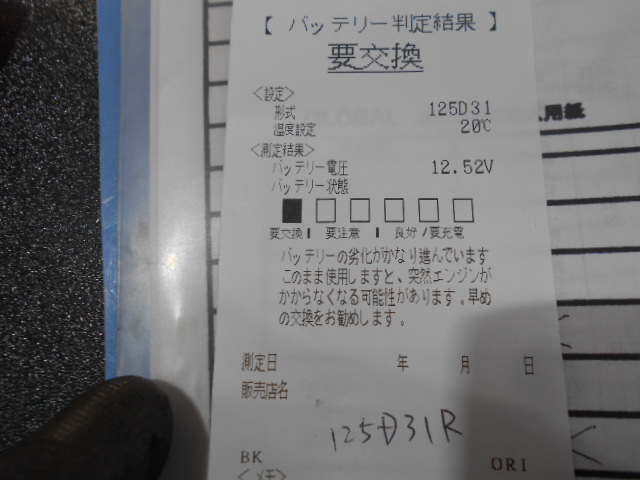 【 バッテリー判定結果 】
要交換
<設定>
形式 125D31
温度設定 20℃
<測定結果>
バッテリー電圧 12.52V
バッテリー状態
要交換 | 要注意 | 良好/要充電
バッテリーの劣化がかなり進んでいます
このまま使用しますと、突然エンジンが
かからなくなる可能性があります。早め
の交換をお勧めします。
測定日 年 月 日
販売店名
125D31R
BK ORI
<メモ>
用紙